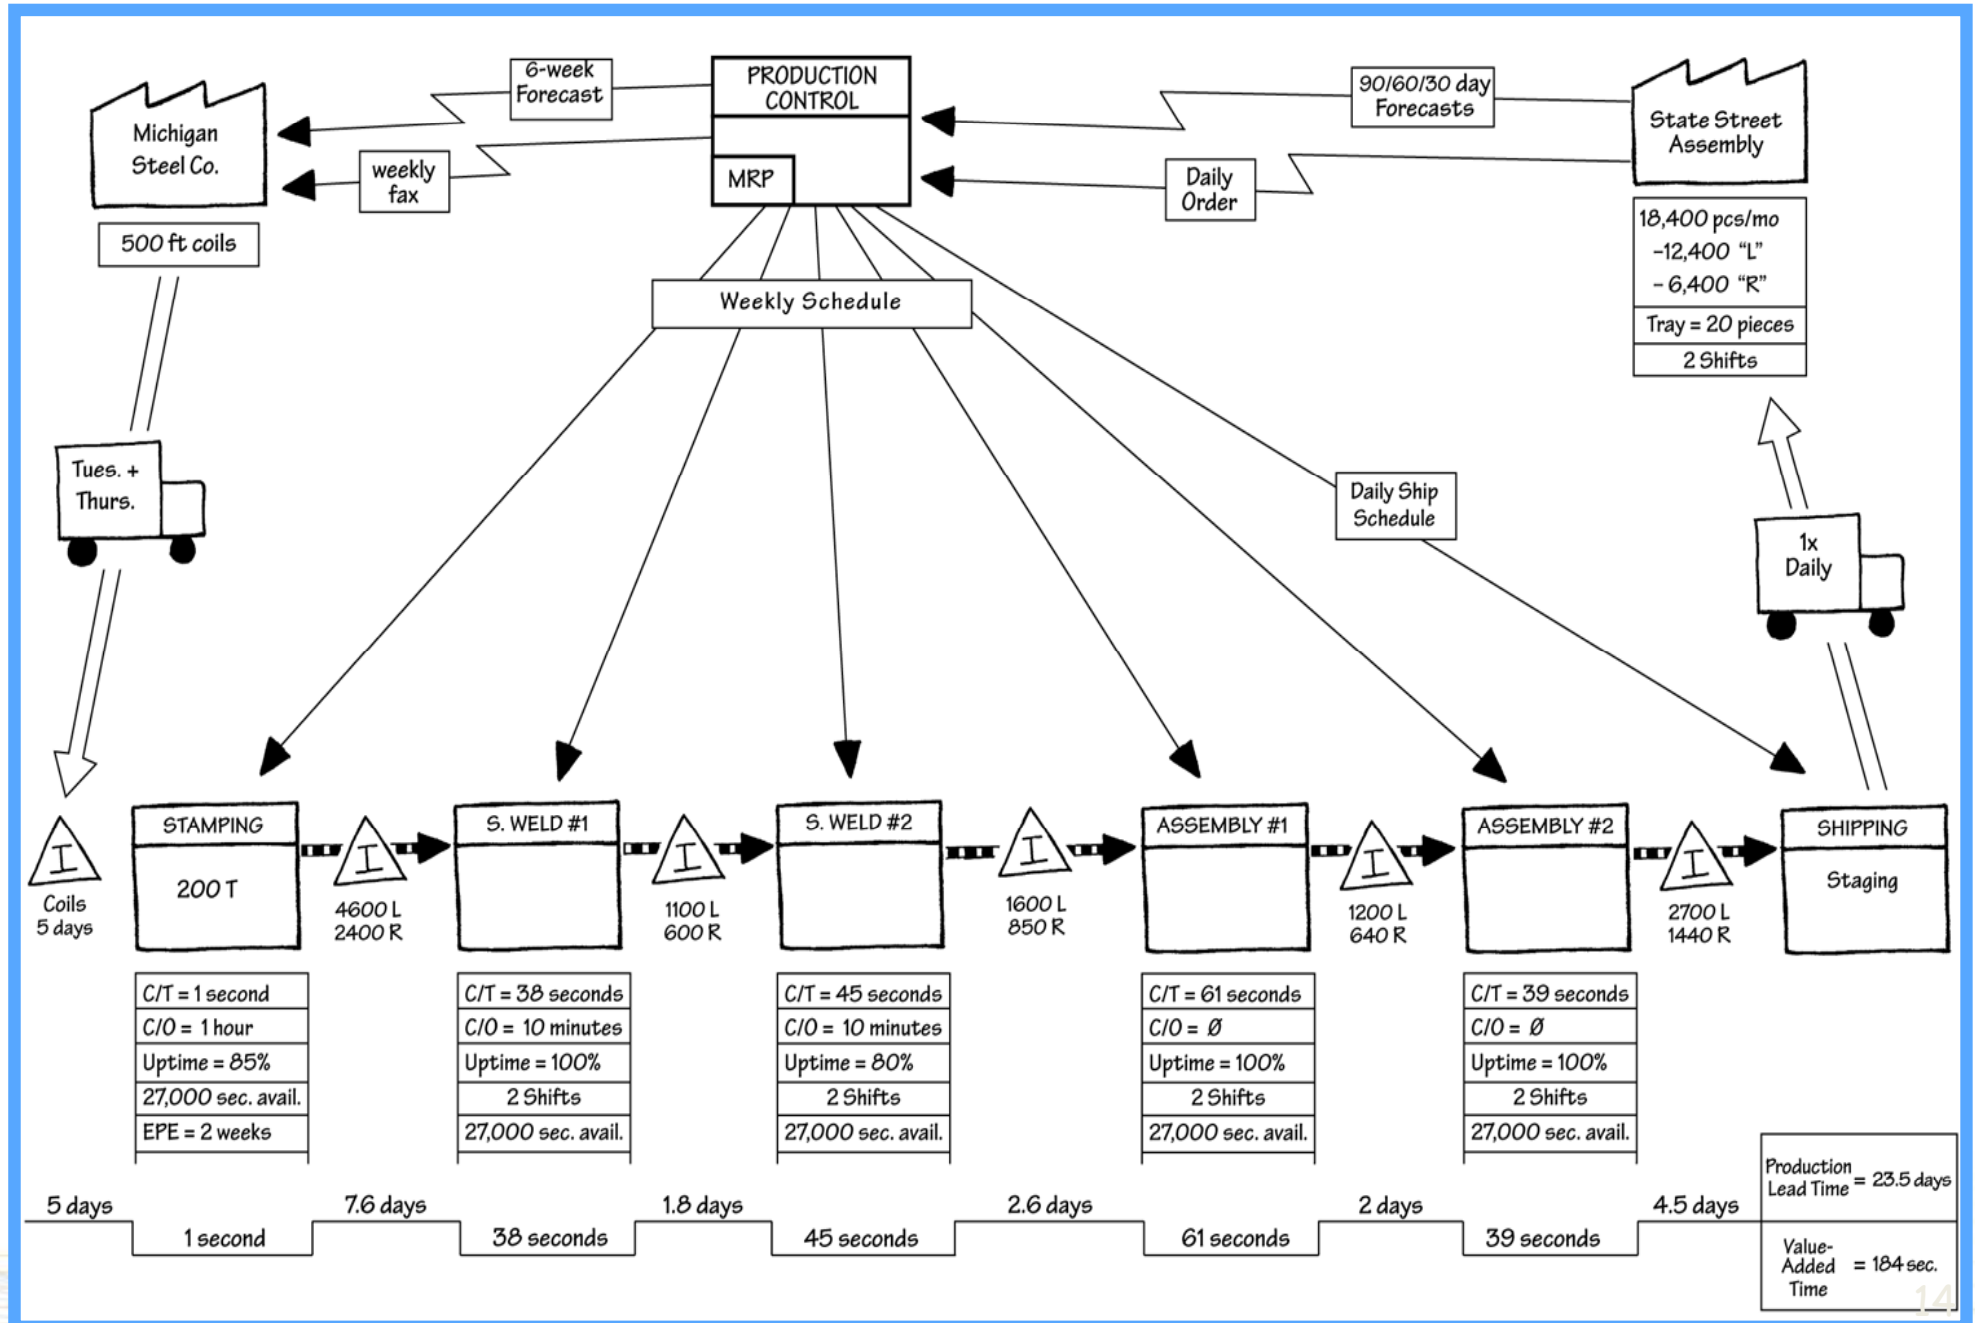 Michigan
Steel Co.
500 ft coils
6-week
Forecast
weekly
fax
PRODUCTION
CONTROL
MRP
90/60/30 day
Forecasts
Daily
Order
State Street
Assembly
18,400 pcs/mo
-12,400 "L"
- 6,400 "R"
Tray = 20 pieces
2 Shifts
Weekly Schedule
Tues. +
Thurs.
Daily Ship
Schedule
1x
Daily
I
Coils
5 days
STAMPING
200 T
I
4600 L
2400 R
S. WELD #1
I
1100 L
600 R
S. WELD #2
I
1600 L
850 R
ASSEMBLY #1
I
1200 L
640 R
ASSEMBLY #2
I
2700 L
1440 R
SHIPPING
Staging
C/T = 1 second
C/O = 1 hour
Uptime = 85%
27,000 sec. avail.
EPE = 2 weeks
C/T = 38 seconds
C/O = 10 minutes
Uptime = 100%
2 Shifts
27,000 sec. avail.
C/T = 45 seconds
C/O = 10 minutes
Uptime = 80%
2 Shifts
27,000 sec. avail.
C/T = 61 seconds
C/O = Ø
Uptime = 100%
2 Shifts
27,000 sec. avail.
C/T = 39 seconds
C/O = Ø
Uptime = 100%
2 Shifts
27,000 sec. avail.
5 days
1 second
7.6 days
38 seconds
1.8 days
45 seconds
2.6 days
61 seconds
2 days
39 seconds
4.5 days
Production
Lead Time = 23.5 days
Value-
Added = 184 sec.
Time
14